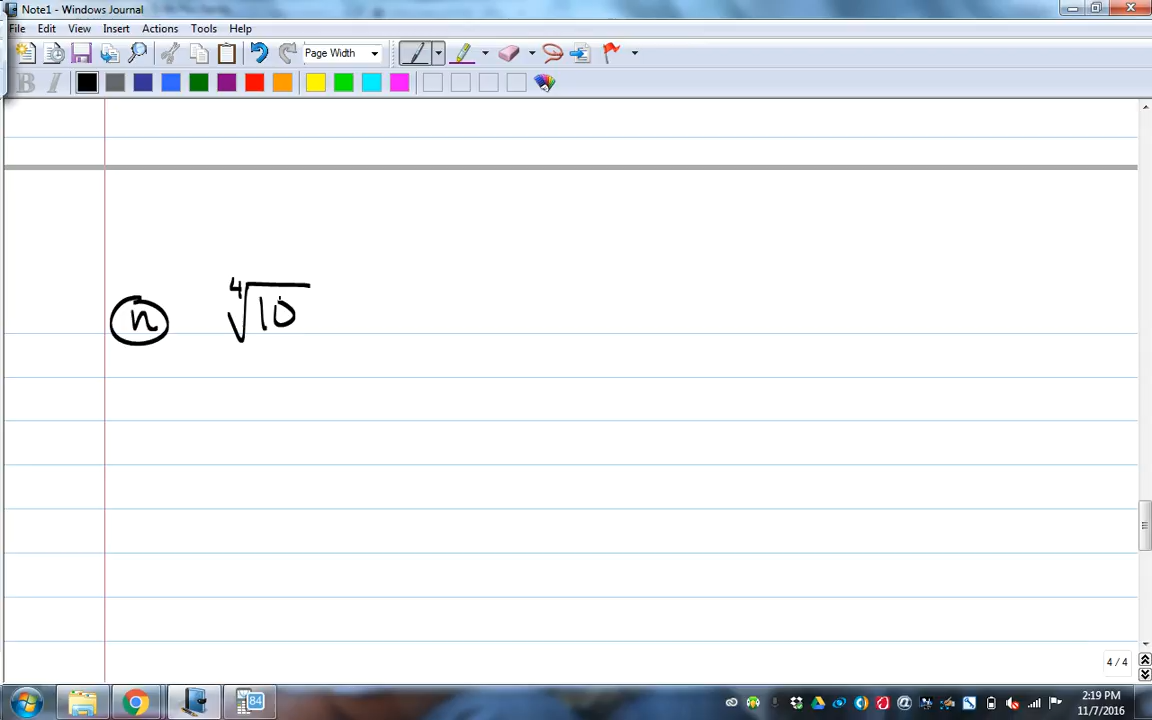 Note1 - Windows Journal
File Edit View Insert Actions Tools Help
Page Width
B I
ⓝ ⁴√10
4 / 4
84
2:19 PM
11/7/2016